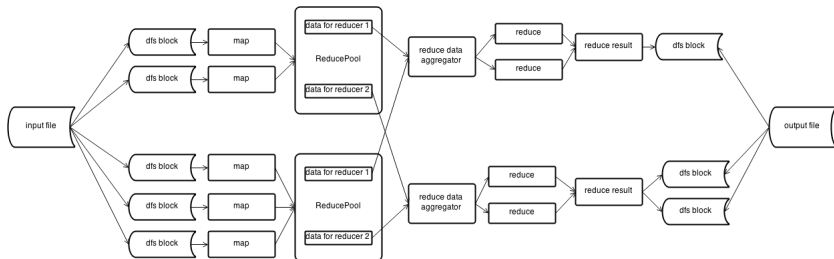 input file
dfs block
map
dfs block
map
data for reducer 1
ReducePool
data for reducer 2
reduce data
aggregator
reduce
reduce
reduce result
dfs block
dfs block
map
dfs block
map
dfs block
map
data for reducer 1
ReducePool
data for reducer 2
reduce data
aggregator
reduce
reduce
reduce result
dfs block
dfs block
output file